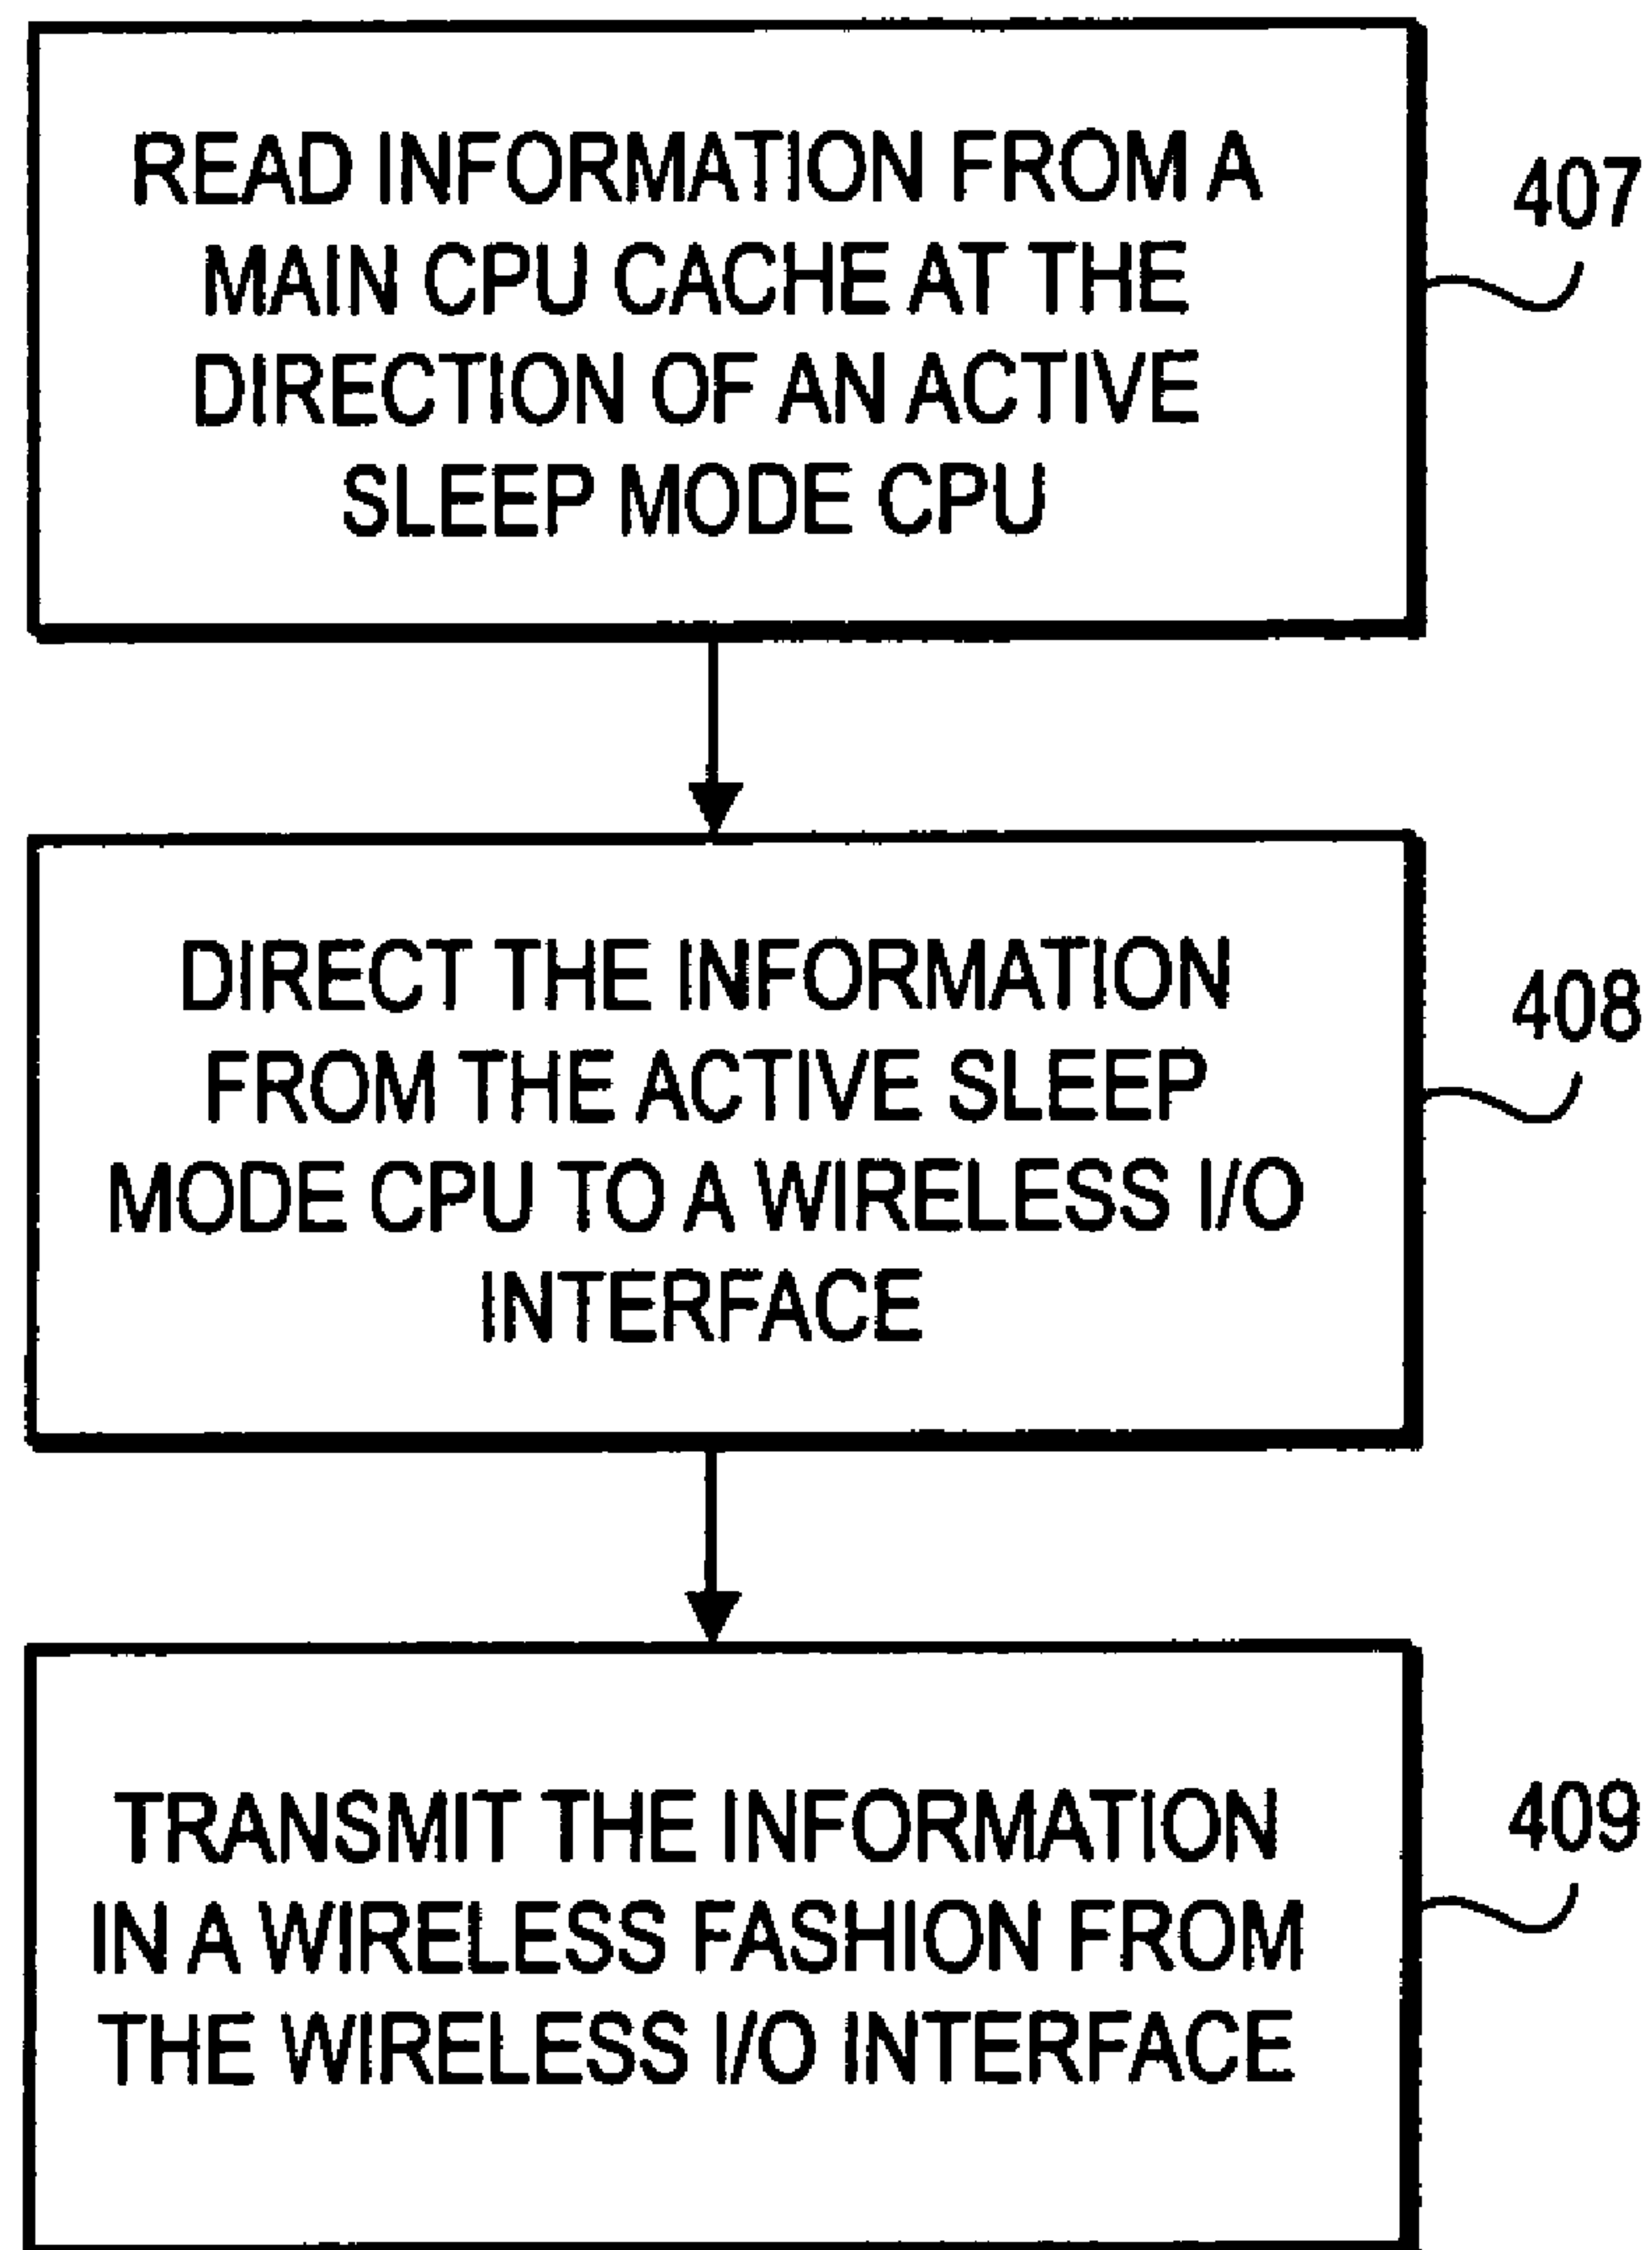 READ INFORMATION FROM A
MAIN CPU CACHE AT THE
DIRECTION OF AN ACTIVE
SLEEP MODE CPU
407
DIRECT THE INFORMATION
FROM THE ACTIVE SLEEP
MODE CPU TO A WIRELESS I/O
INTERFACE
408
TRANSMIT THE INFORMATION
IN A WIRELESS FASHION FROM
THE WIRELESS I/O INTERFACE
409